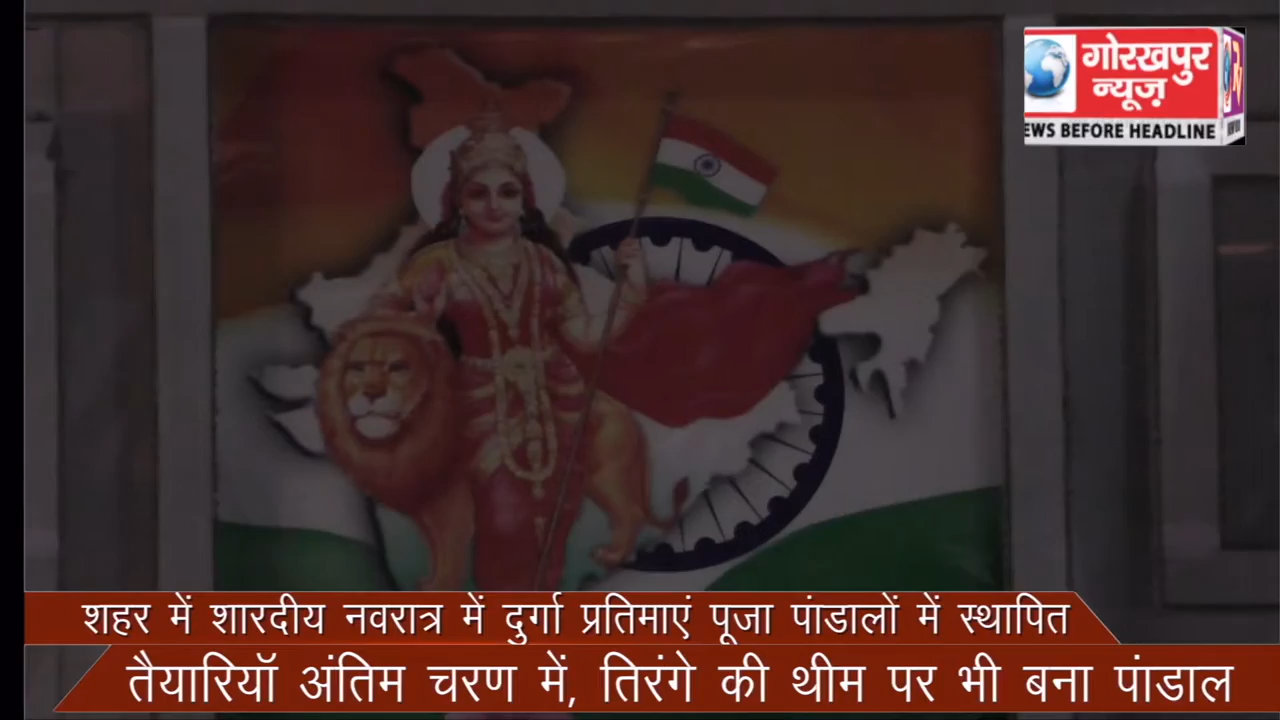 गोरखपुर
न्यूज़
EWS BEFORE HEADLINE
शहर में शारदीय नवरात्र में दुर्गा प्रतिमाएं पूजा पांडालों में स्थापित
तैयारियॉ अंतिम चरण में, तिरंगे की थीम पर भी बना पांडाल